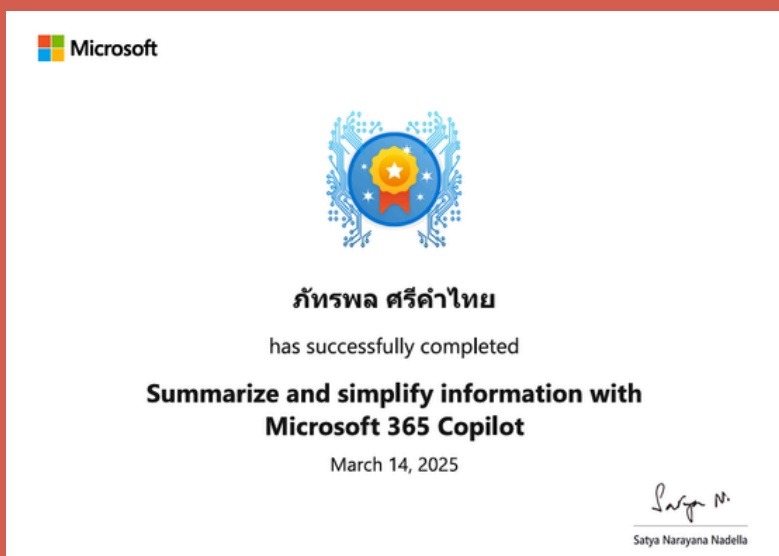 Microsoft
ภัทรพล ศรีคำไทย
has successfully completed
Summarize and simplify information with
Microsoft 365 Copilot
March 14, 2025
Satya N.
Satya Narayana Nadella